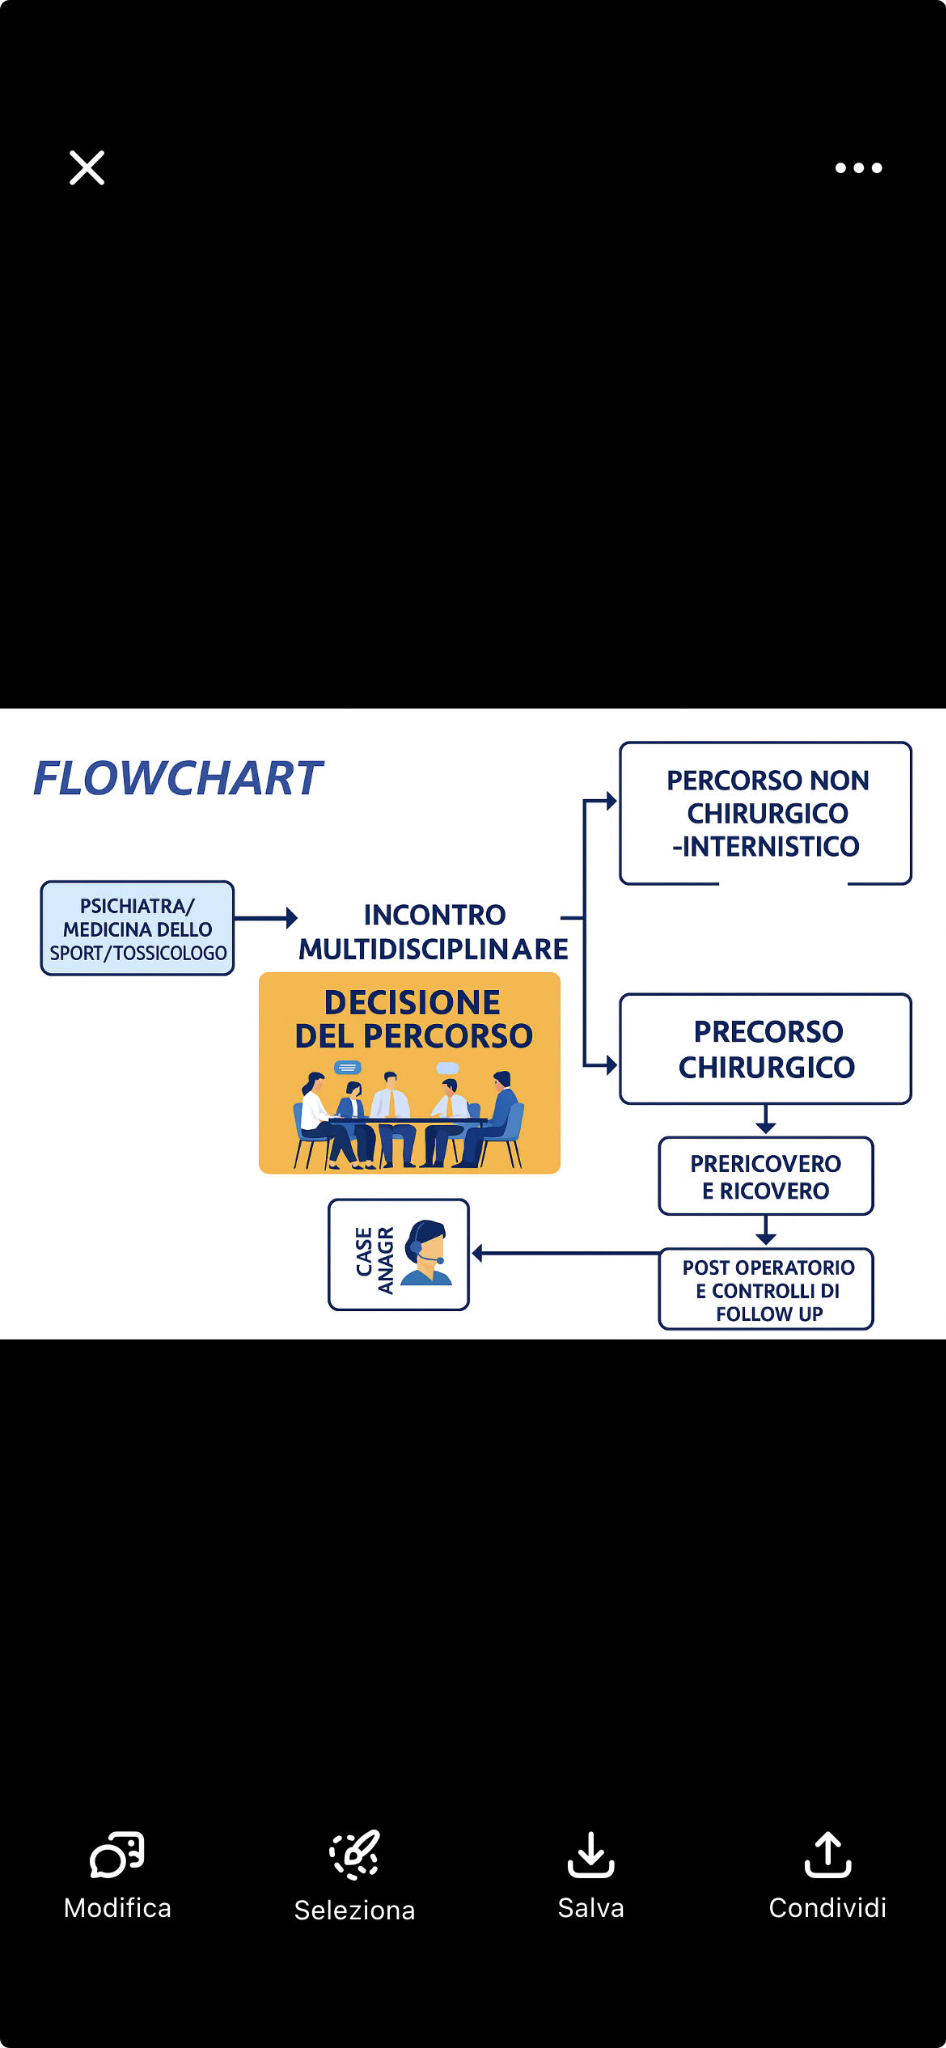 FLOWCHART
PSICHIATRA/
MEDICINA DELLO
SPORT/TOSSICOLOGO
INCONTRO
MULTIDISCIPLINARE
DECISIONE
DEL PERCORSO
PERCORSO NON
CHIRURGICO
-INTERNISTICO
PRECORSO
CHIRURGICO
PRERICOVERO
E RICOVERO
POST OPERATORIO
E CONTROLLI DI
FOLLOW UP
CASE
ANAGR
Modifica
Seleziona
Salva
Condividi